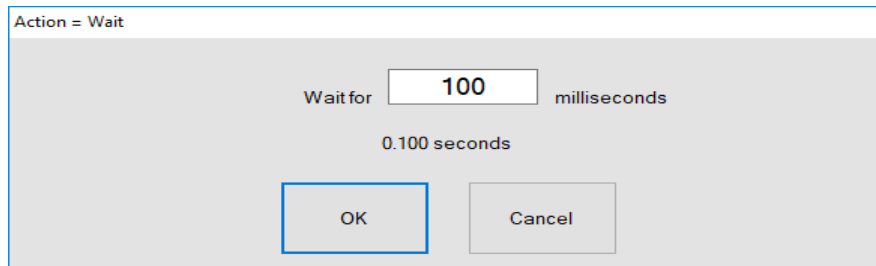 Action = Wait
Wait for 100 milliseconds
0.100 seconds
OK Cancel